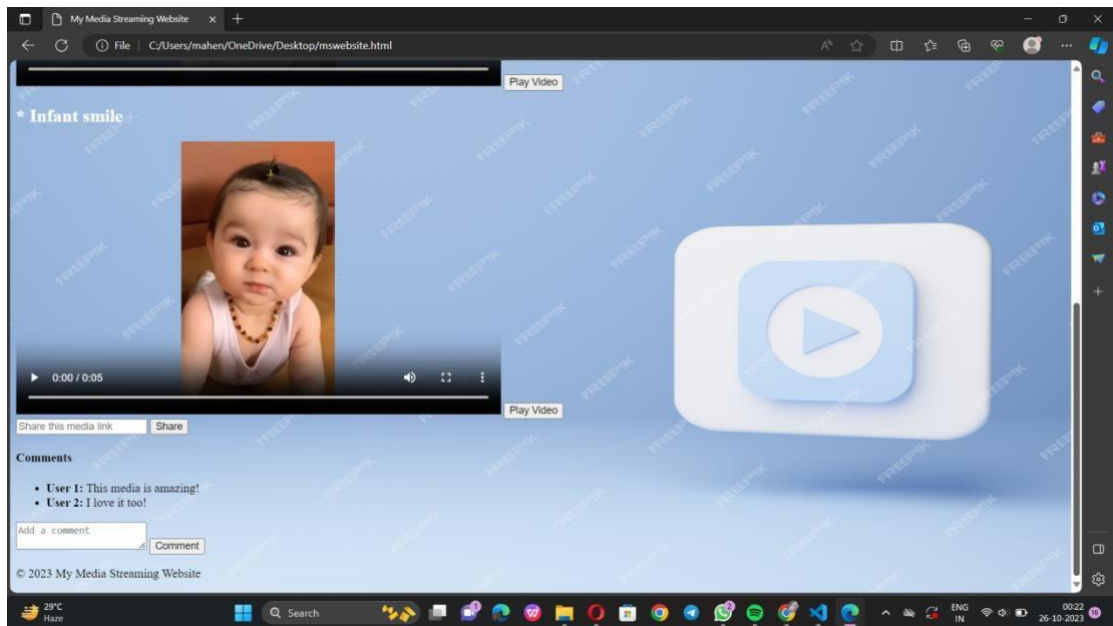 My Media Streaming Website
File
C:/Users/mahen/OneDrive/Desktop/mswebsite.html
Play Video
* Infant smile
0:00 / 0:05
Play Video
Share this media link
Share
Comments
• User 1: This media is amazing!
• User 2: I love it too!
Add a comment
Comment
© 2023 My Media Streaming Website
FREEPIK
29°C
Haze
Search
ENG
IN
00:22
26-10-2023